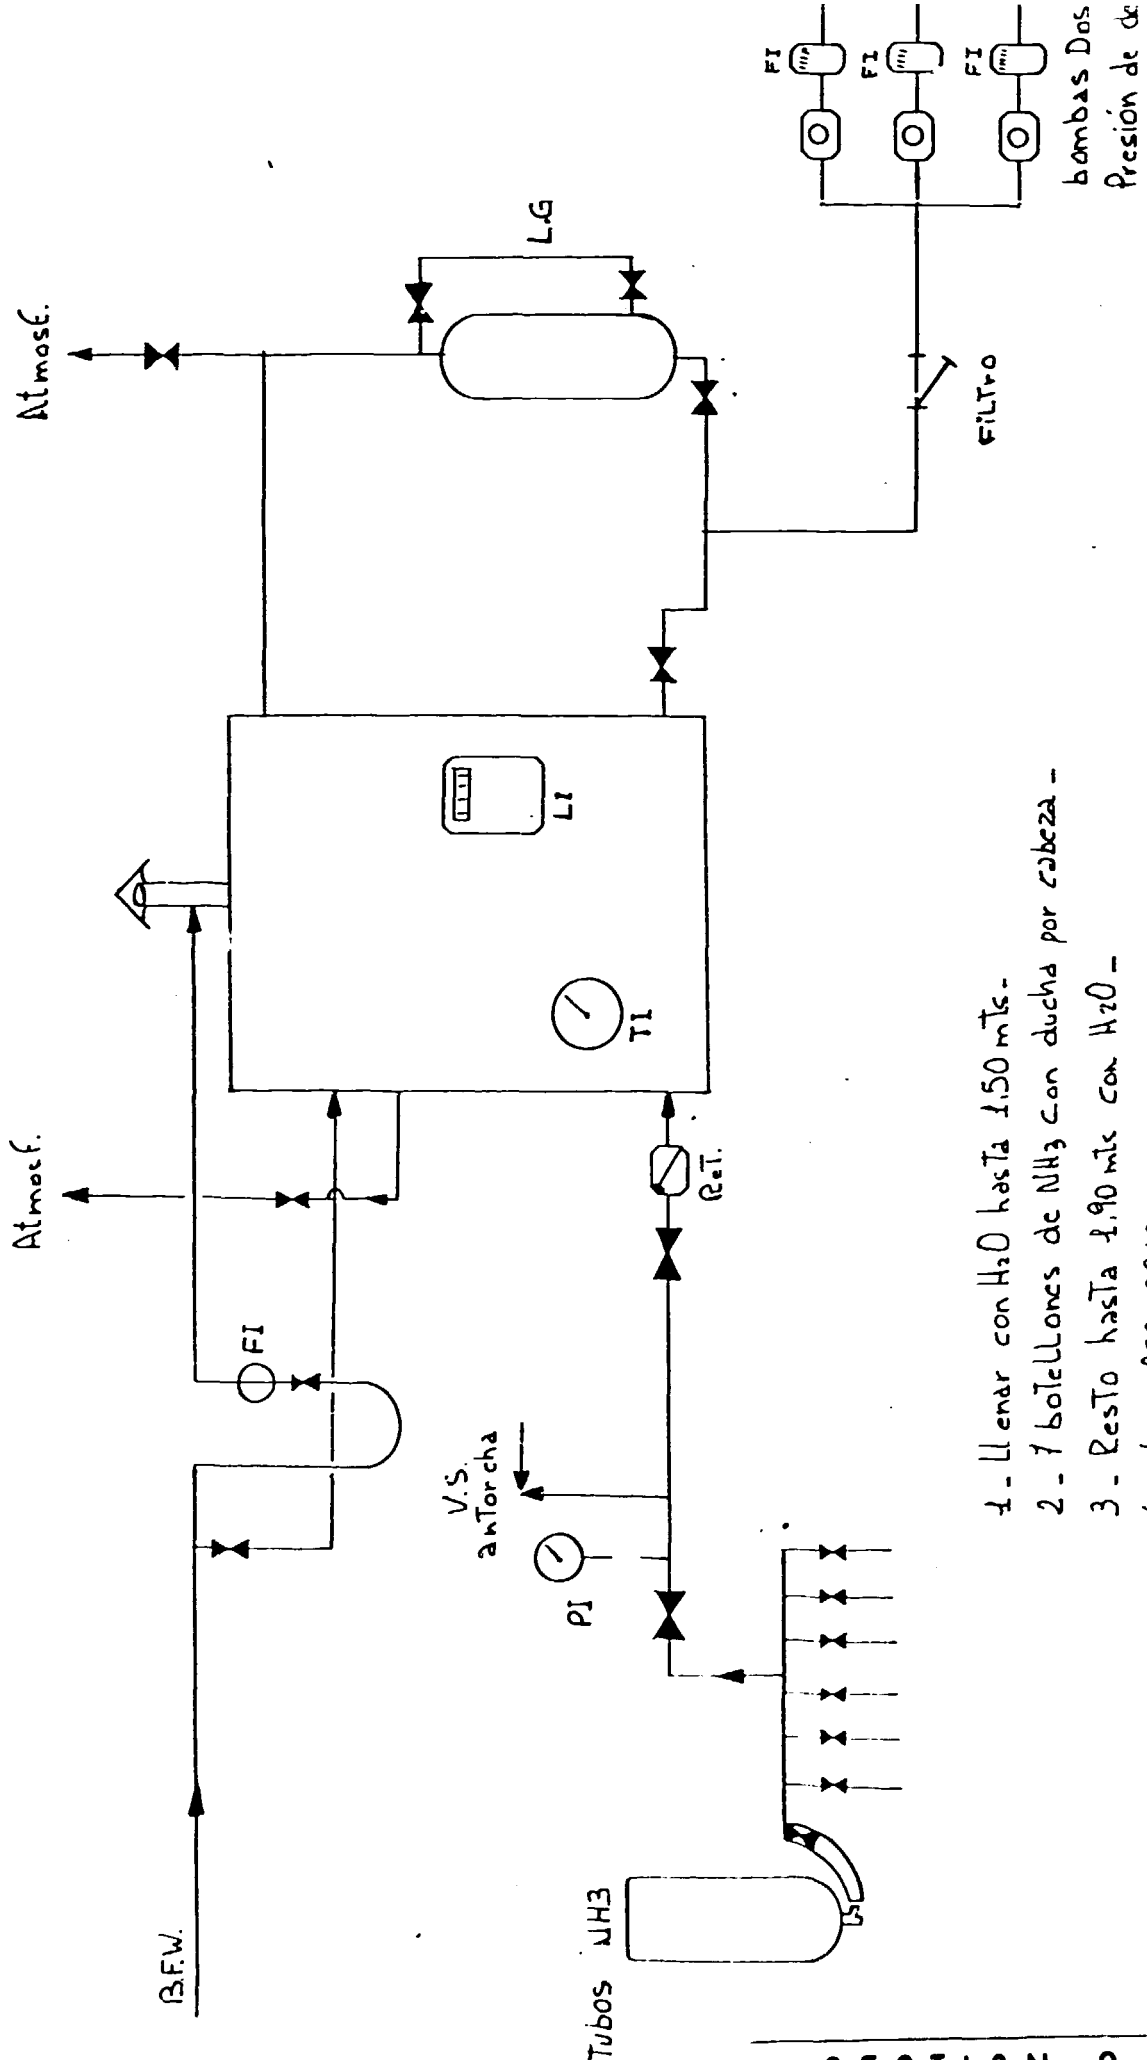 Atmosf.
Atmosf.
B.F.W.
FI
L.G
LI
TI
V.S.
anTorcha
PI
Ret.
Tubos NH3
FiLTrO
FI
FI
FI
bombas Dos
Presión de de
1- Llenar con H2O hasTa 1.50 mts.-
2- 7 boTeLLones de NH3 con ducha por cabeza-
3- ResTo hasTa 1.90 mts con H2O-